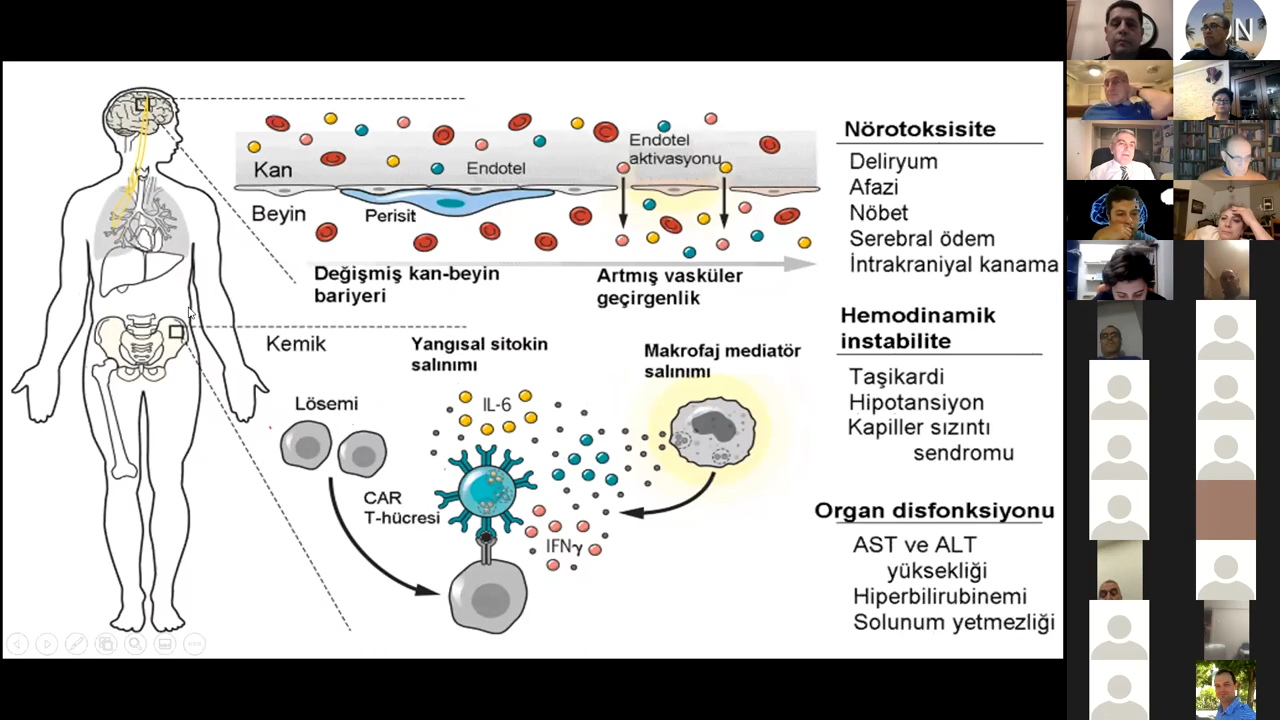 Kan
Endotel
Endotel
aktivasyonu
Beyin
Perisit
Değişmiş kan-beyin
bariyeri
Artmış vasküler
geçirgenlik
Kemik
Yangısal sitokin
salınımı
Makrofaj mediatör
salınımı
Lösemi
IL-6
CAR
T-hücresi
IFNγ
Nörotoksisite
Deliryum
Afazi
Nöbet
Serebral ödem
İntrakraniyal kanama
Hemodinamik
instabilite
Taşikardi
Hipotansiyon
Kapiller sızıntı
sendromu
Organ disfonksiyonu
AST ve ALT
yüksekliği
Hiperbilirubinemi
Solunum yetmezliği